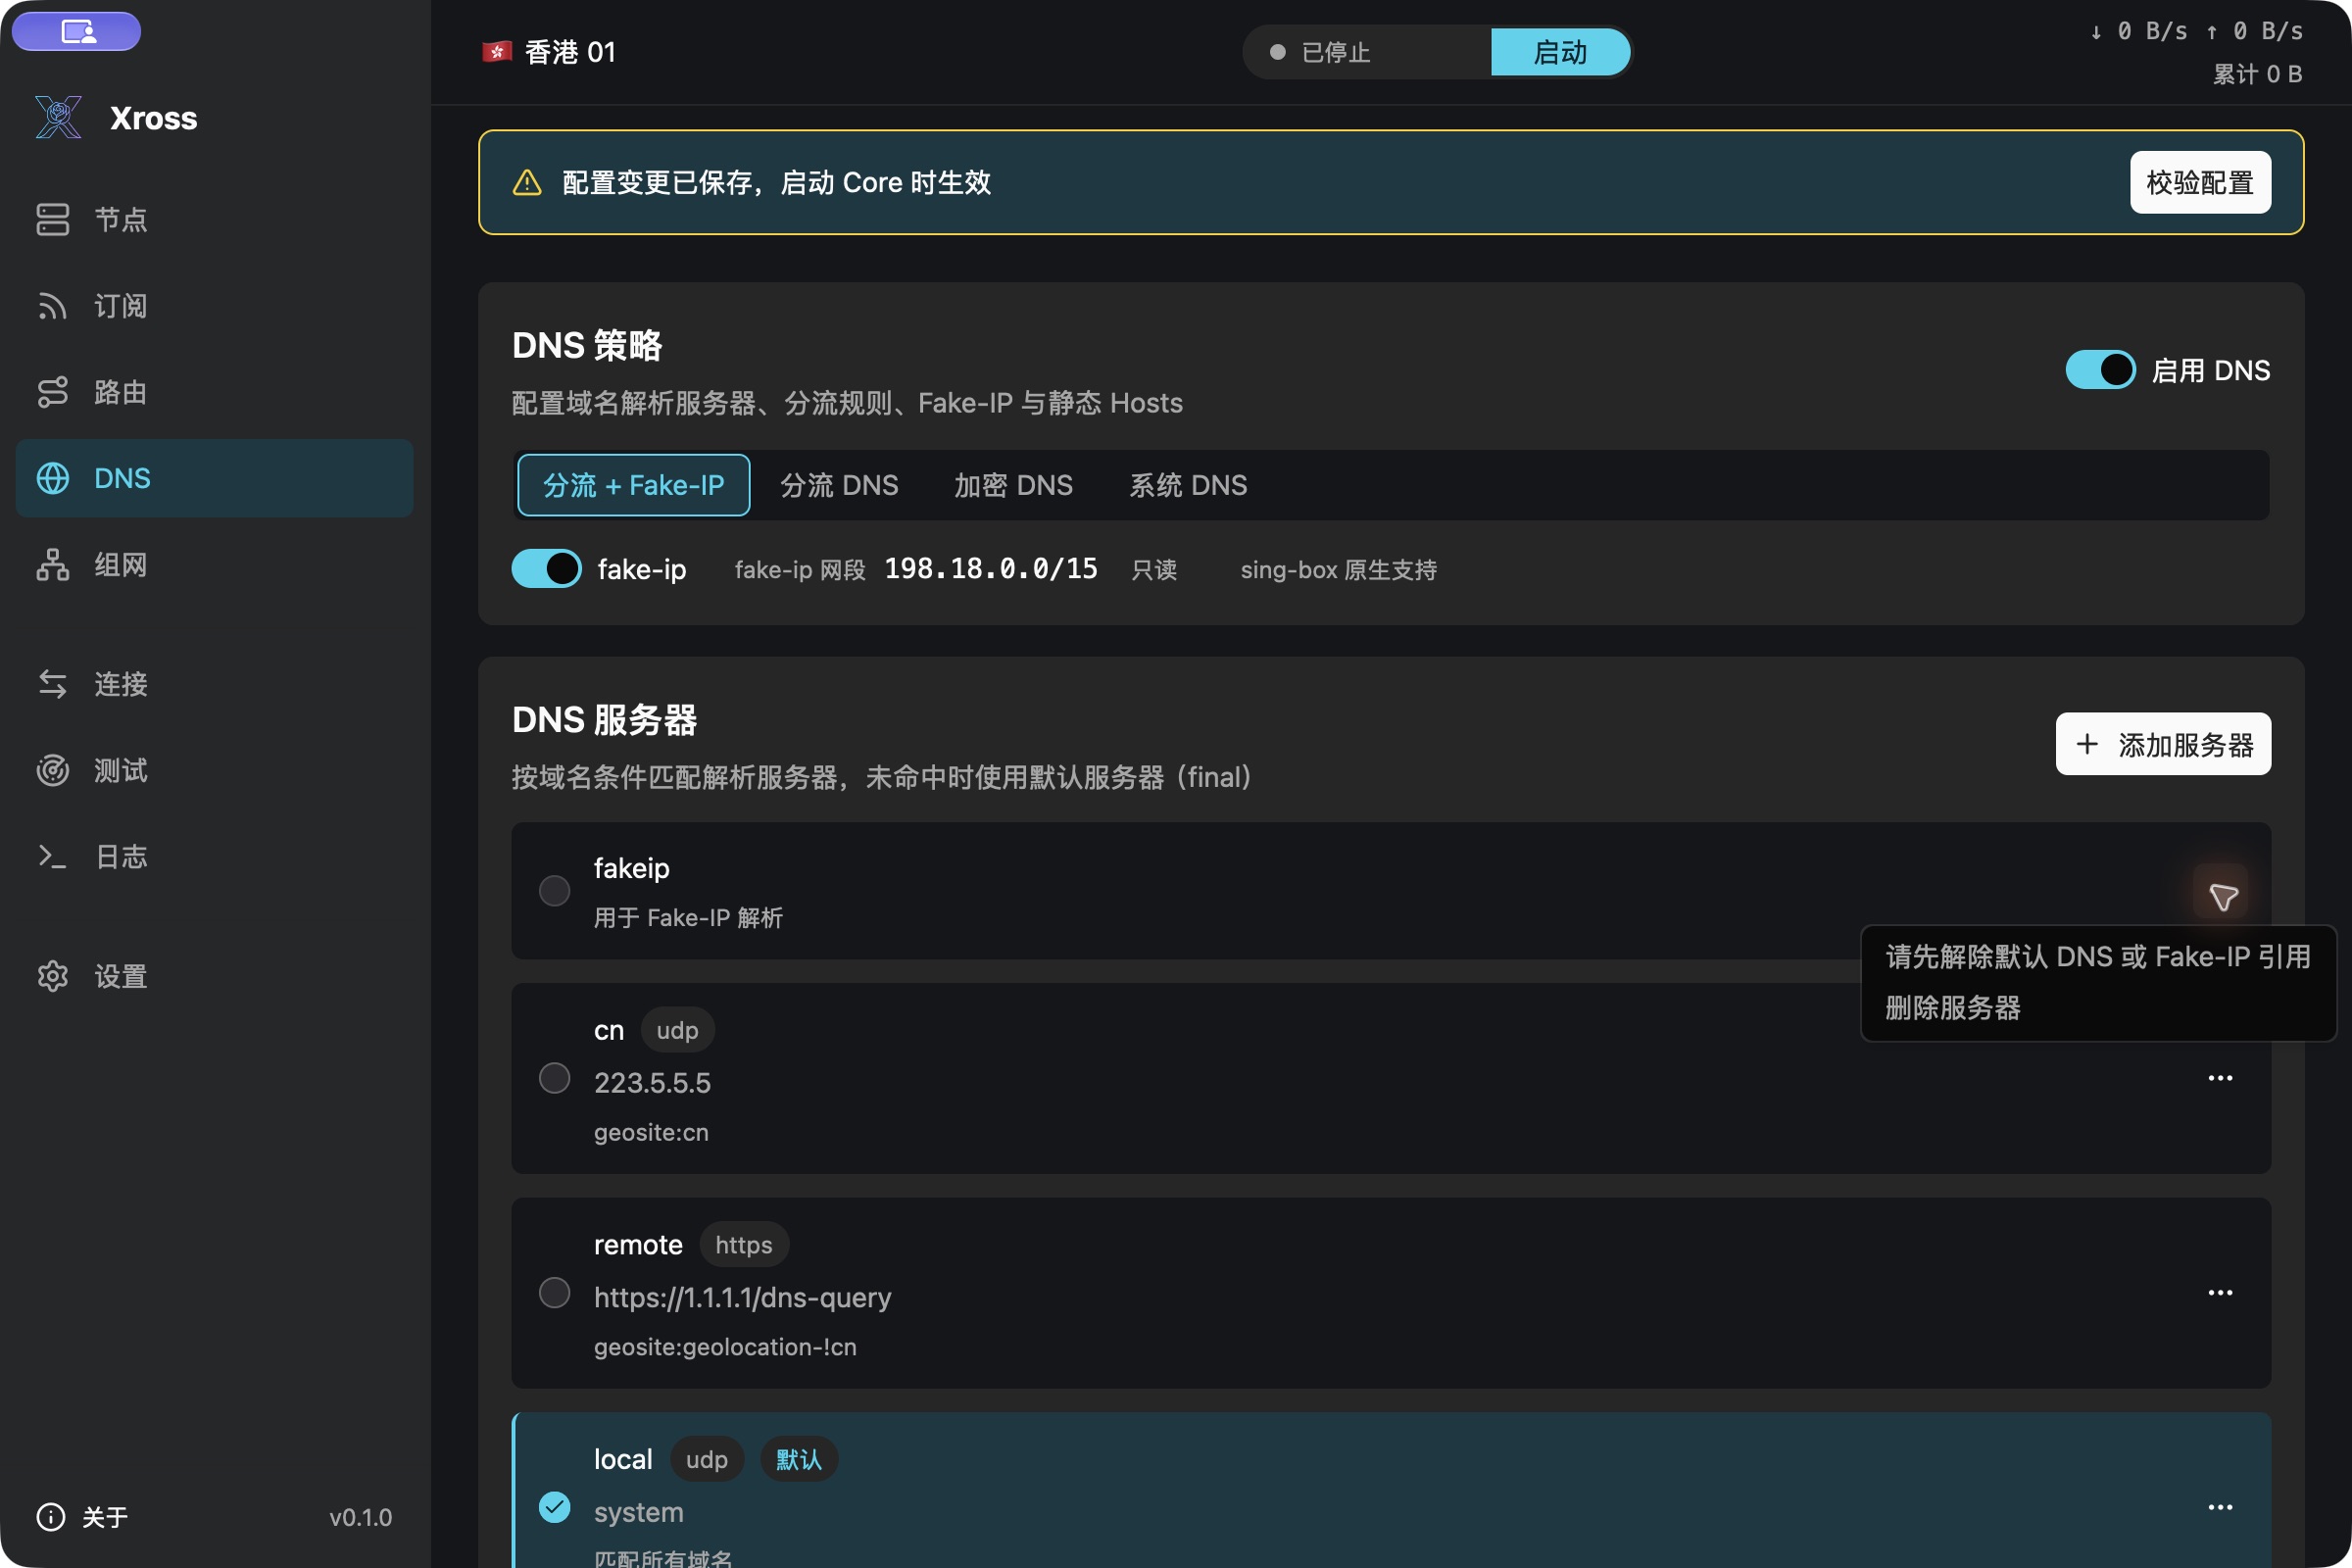 Xross
节点
订阅
路由
DNS
组网
连接
测试
日志
设置
关于 v0.1.0
🇭🇰 香港 01
已停止 启动
↓ 0 B/s ↑ 0 B/s
累计 0 B
配置变更已保存，启动 Core 时生效
校验配置
DNS 策略
配置域名解析服务器、分流规则、Fake-IP 与静态 Hosts
启用 DNS
分流 + Fake-IP 分流 DNS 加密 DNS 系统 DNS
fake-ip fake-ip 网段 198.18.0.0/15 只读 sing-box 原生支持
DNS 服务器
按域名条件匹配解析服务器，未命中时使用默认服务器（final）
添加服务器
fakeip
用于 Fake-IP 解析
请先解除默认 DNS 或 Fake-IP 引用
删除服务器
cn udp
223.5.5.5
geosite:cn
remote https
https://1.1.1.1/dns-query
geosite:geolocation-!cn
local udp 默认
system
匹配所有域名